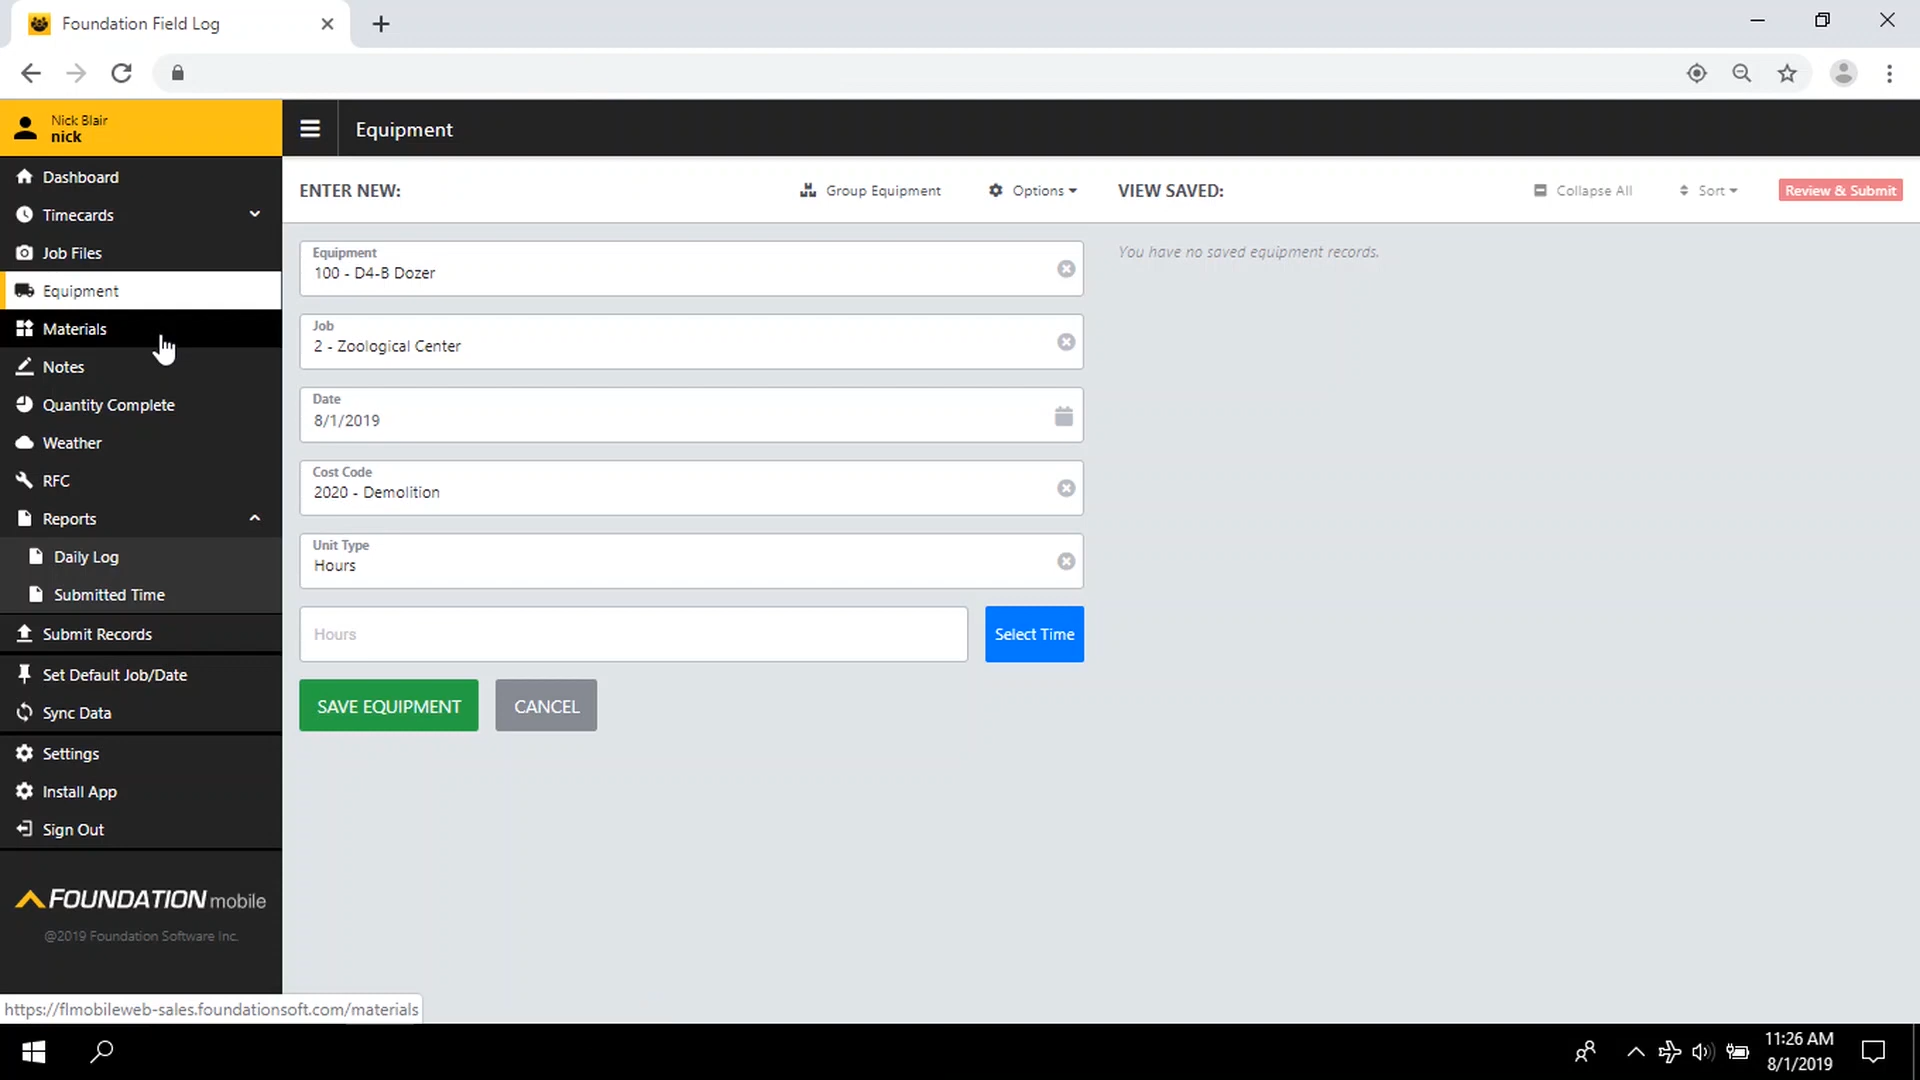 Foundation Field Log
Nick Blair
nick
Equipment
Dashboard
Timecards
Job Files
Equipment
Materials
Notes
Quantity Complete
Weather
RFC
Reports
Daily Log
Submitted Time
Submit Records
Set Default Job/Date
Sync Data
Settings
Install App
Sign Out
FOUNDATION mobile
@2019 Foundation Software Inc.
https://flmobileweb-sales.foundationsoft.com/materials
ENTER NEW:
Group Equipment
Options
Equipment
100 - D4-B Dozer
Job
2 - Zoological Center
Date
8/1/2019
Cost Code
2020 - Demolition
Unit Type
Hours
Hours
Select Time
SAVE EQUIPMENT
CANCEL
VIEW SAVED:
Collapse All
Sort
Review & Submit
You have no saved equipment records.
11:26 AM
8/1/2019